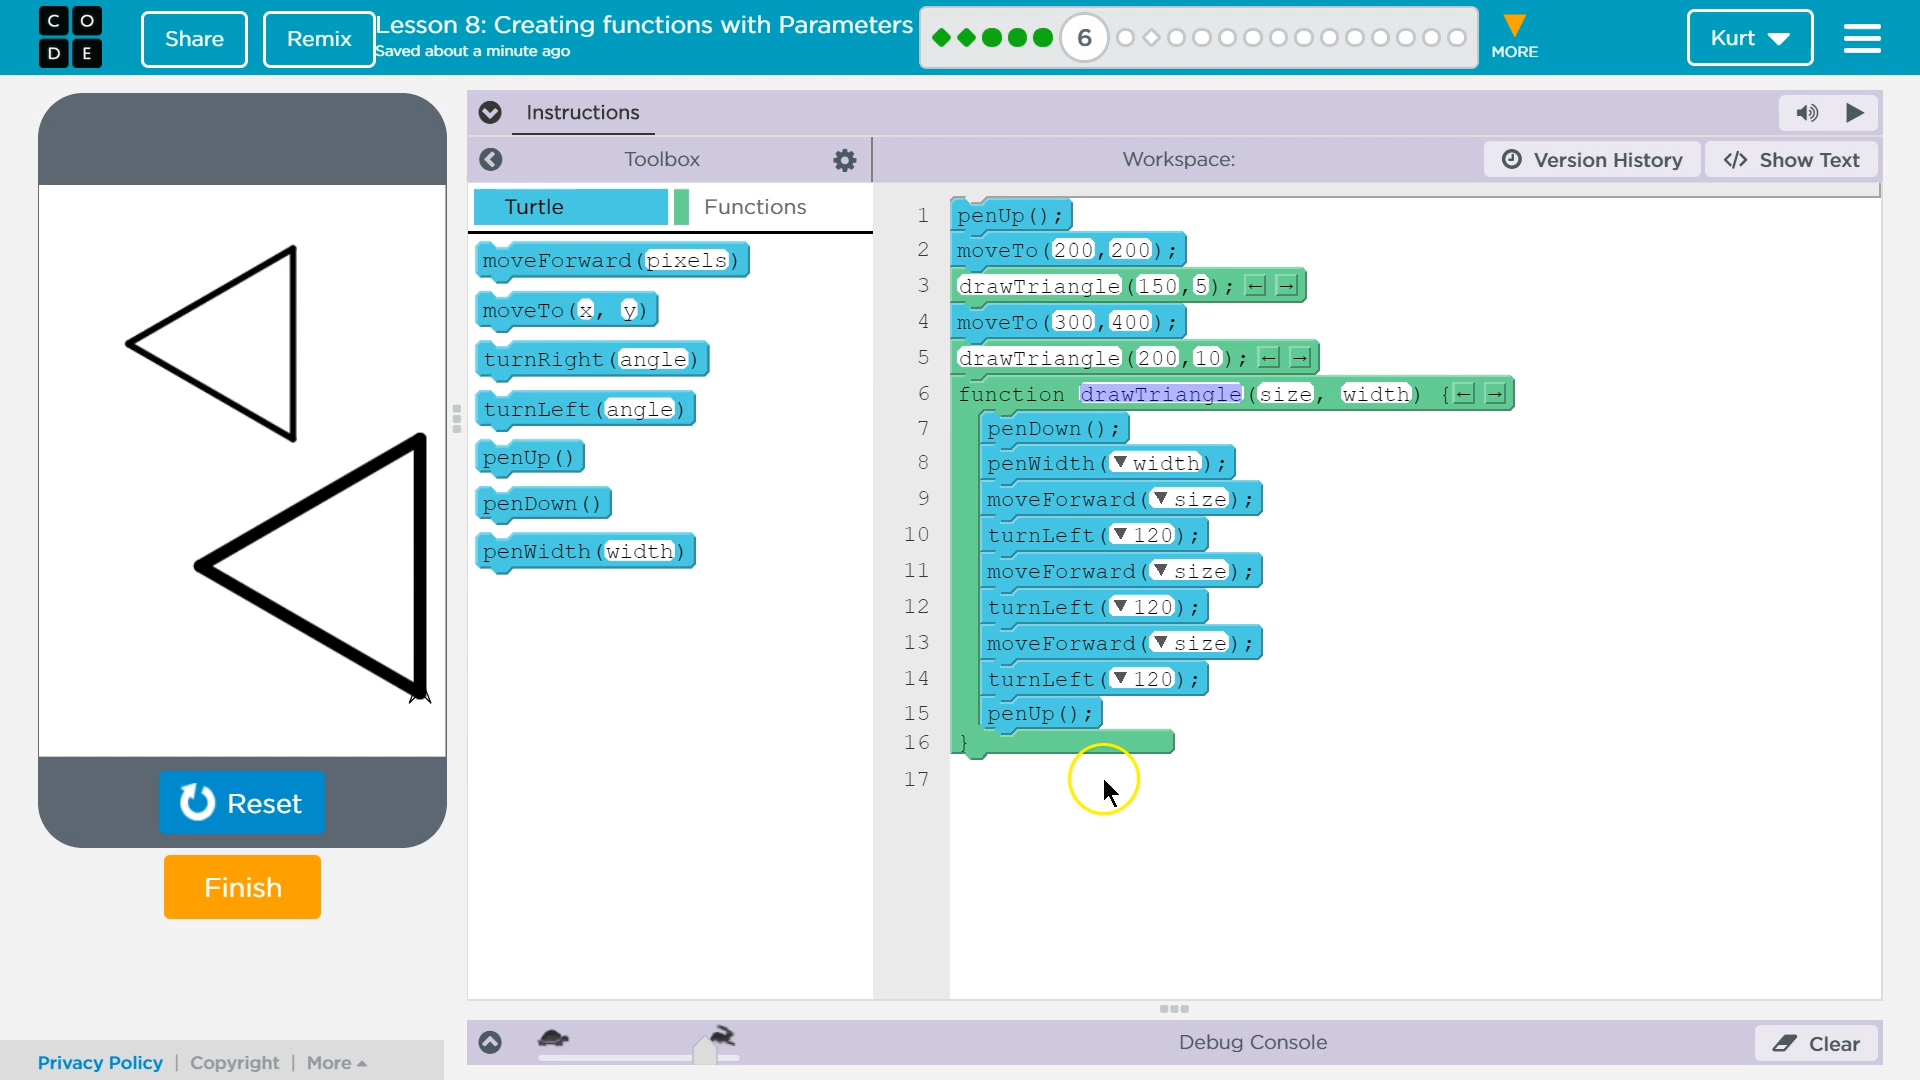 C O
D E
Share
Remix
Lesson 8: Creating functions with Parameters
Saved about a minute ago
6
MORE
Kurt
Instructions
Toolbox
Workspace:
Version History
</> Show Text
Turtle
Functions
moveForward(pixels)
moveTo(x, y)
turnRight(angle)
turnLeft(angle)
penUp()
penDown()
penWidth(width)
1 penUp();
2 moveTo(200,200);
3 drawTriangle(150,5); ← →
4 moveTo(300,400);
5 drawTriangle(200,10); ← →
6 function drawTriangle(size, width) { ← →
7 penDown();
8 penWidth(▼width);
9 moveForward(▼size);
10 turnLeft(▼120);
11 moveForward(▼size);
12 turnLeft(▼120);
13 moveForward(▼size);
14 turnLeft(▼120);
15 penUp();
16 }
17
Reset
Finish
Debug Console
Clear
Privacy Policy | Copyright | More